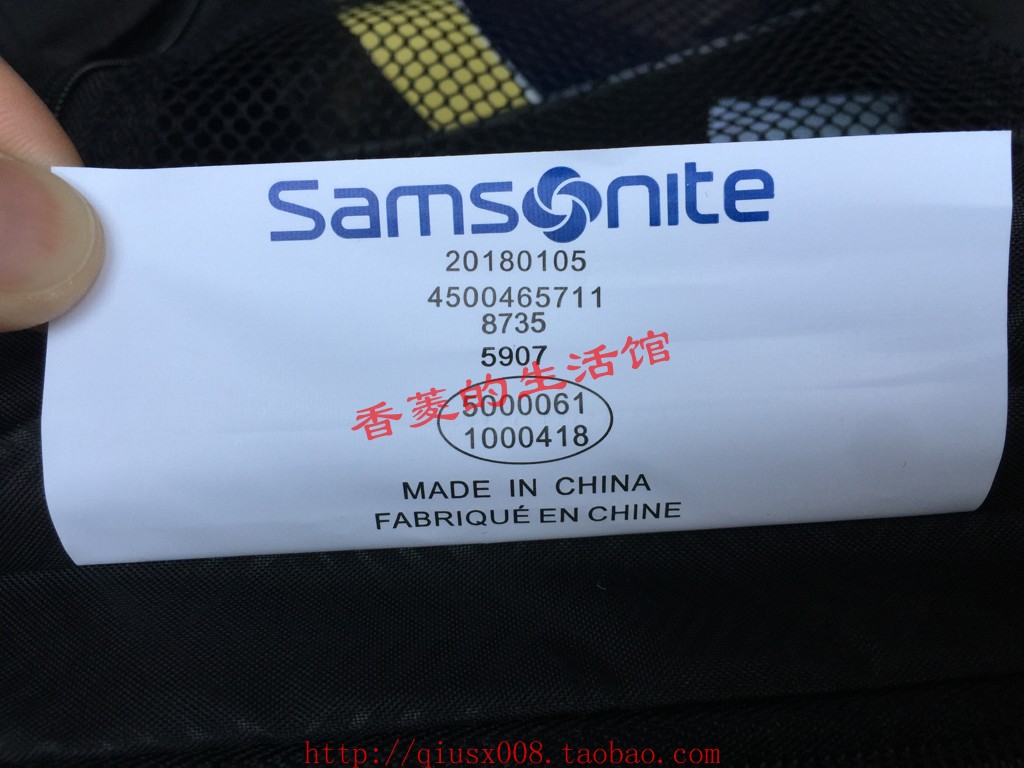 Samsonite
20180105
4500465711
8735
5907
香菱的生活馆
5000061
1000418
MADE IN CHINA
FABRIQUÉ EN CHINE
http://qiusx008.taobao.com/